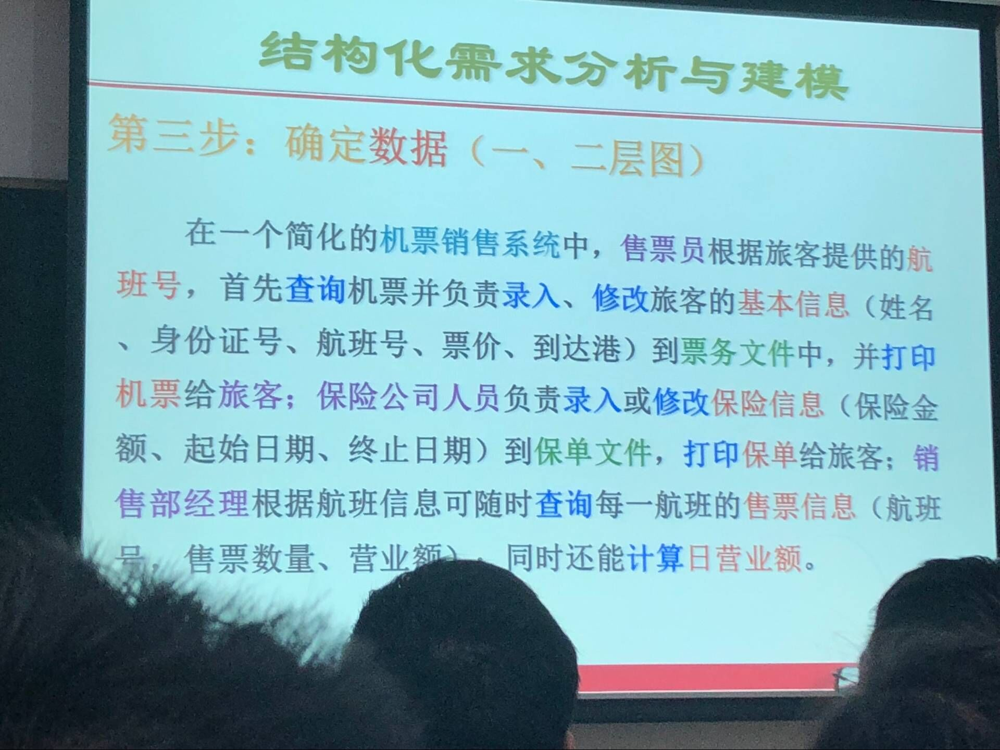 结构化需求分析与建模
第三步：确定数据（一、二层图）
在一个简化的机票销售系统中，售票员根据旅客提供的航
班号，首先查询机票并负责录入、修改旅客的基本信息（姓名
、身份证号、航班号、票价、到达港）到票务文件中，并打印
机票给旅客；保险公司人员负责录入或修改保险信息（保险金
额、起始日期、终止日期）到保单文件，打印保单给旅客；销
售部经理根据航班信息可随时查询每一航班的售票信息（航班
号，售票数量、营业额），同时还能计算日营业额。